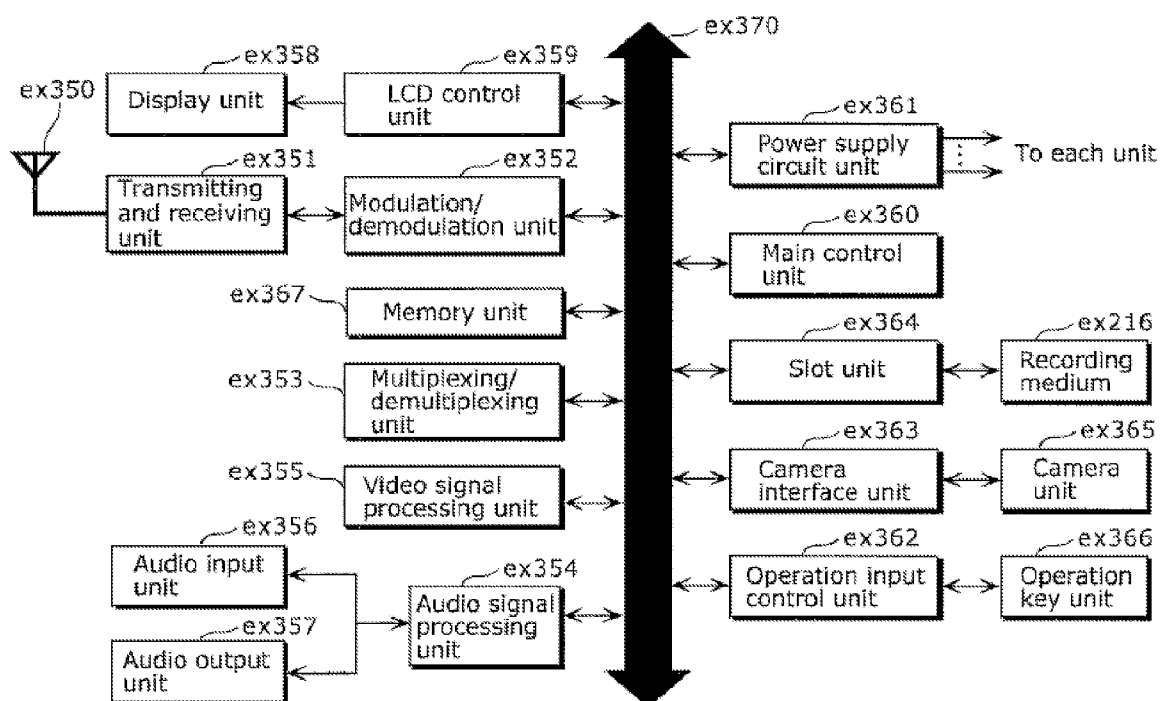 ex370
ex358
ex359
ex350
Display unit
LCD control
unit
ex361
Power supply
circuit unit
To each unit
ex351
ex352
Transmitting
and receiving
unit
Modulation/
demodulation unit
ex360
Main control
unit
ex367
Memory unit
ex364
ex216
Slot unit
Recording
medium
ex353
Multiplexing/
demultiplexing
unit
ex363
ex365
Camera
interface unit
Camera
unit
ex355
Video signal
processing unit
ex356
Audio input
unit
ex354
Audio signal
processing
unit
ex362
ex366
Operation input
control unit
Operation
key unit
ex357
Audio output
unit